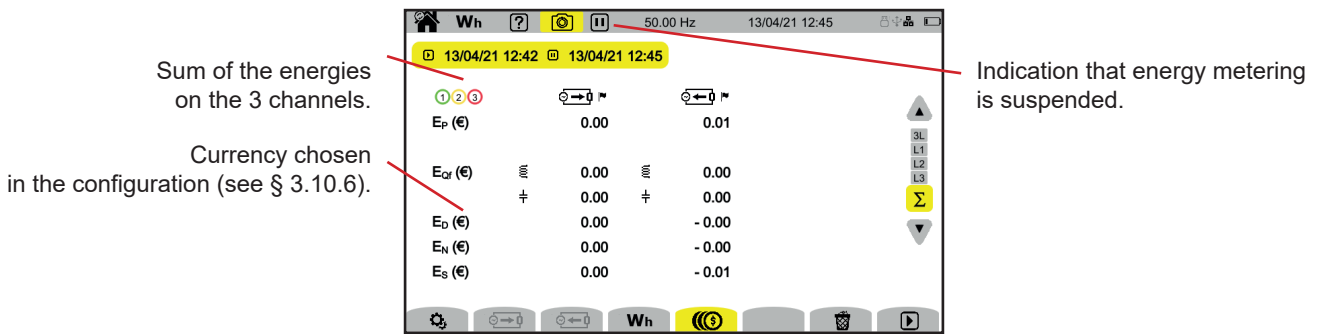 Wh ? 50.00 Hz 13/04/21 12:45
13/04/21 12:42 13/04/21 12:45
Sum of the energies
on the 3 channels.
Indication that energy metering
is suspended.
1 2 3
EP (€) 0.00 0.01
3L
L1
L2
L3
Σ
Currency chosen
in the configuration (see § 3.10.6).
EQf (€) 0.00 0.00
0.00 0.00
ED (€) 0.00 - 0.00
EN (€) 0.00 - 0.00
ES (€) 0.00 - 0.01
Wh $